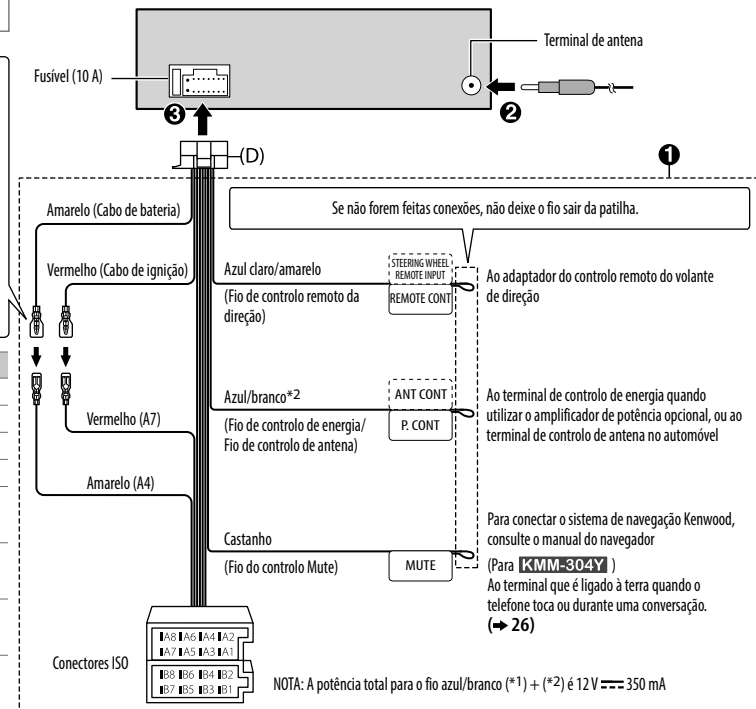 Terminal de antena
Fusível (10 A)
❸
❷
(D)
❶
Amarelo (Cabo de bateria)
Se não forem feitas conexões, não deixe o fio sair da patilha.
Vermelho (Cabo de ignição)
Azul claro/amarelo
(Fio de controlo remoto da
direção)
STEERING WHEEL
REMOTE INPUT
REMOTE CONT
Ao adaptador do controlo remoto do volante
de direção
Azul/branco*2
(Fio de controlo de energia/
Fio de controlo de antena)
ANT CONT
P. CONT
Ao terminal de controlo de energia quando
utilizar o amplificador de potência opcional, ou ao
terminal de controlo de antena no automóvel
Vermelho (A7)
Amarelo (A4)
Castanho
(Fio do controlo Mute)
MUTE
Para conectar o sistema de navegação Kenwood,
consulte o manual do navegador
(Para KMM-304Y )
Ao terminal que é ligado à terra quando o
telefone toca ou durante uma conversação.
(➔ 26)
Conectores ISO
A8 A6 A4 A2
A7 A5 A3 A1
B8 B6 B4 B2
B7 B5 B3 B1
NOTA: A potência total para o fio azul/branco (*1) + (*2) é 12 V ⎓ 350 mA